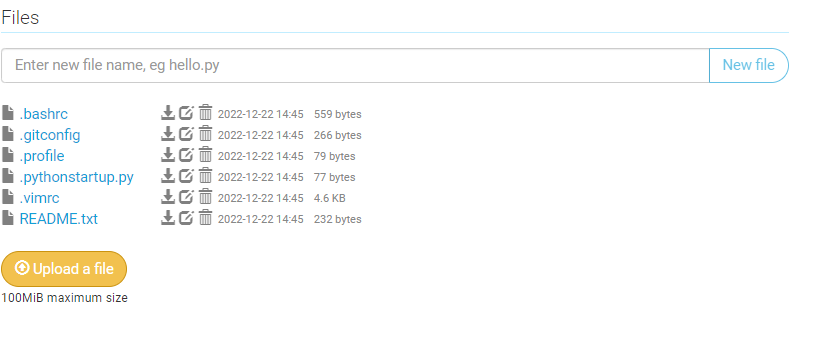 Files
Enter new file name, eg hello.py New file
.bashrc 2022-12-22 14:45 559 bytes
.gitconfig 2022-12-22 14:45 266 bytes
.profile 2022-12-22 14:45 79 bytes
.pythonstartup.py 2022-12-22 14:45 77 bytes
.vimrc 2022-12-22 14:45 4.6 KB
README.txt 2022-12-22 14:45 232 bytes
Upload a file
100MiB maximum size